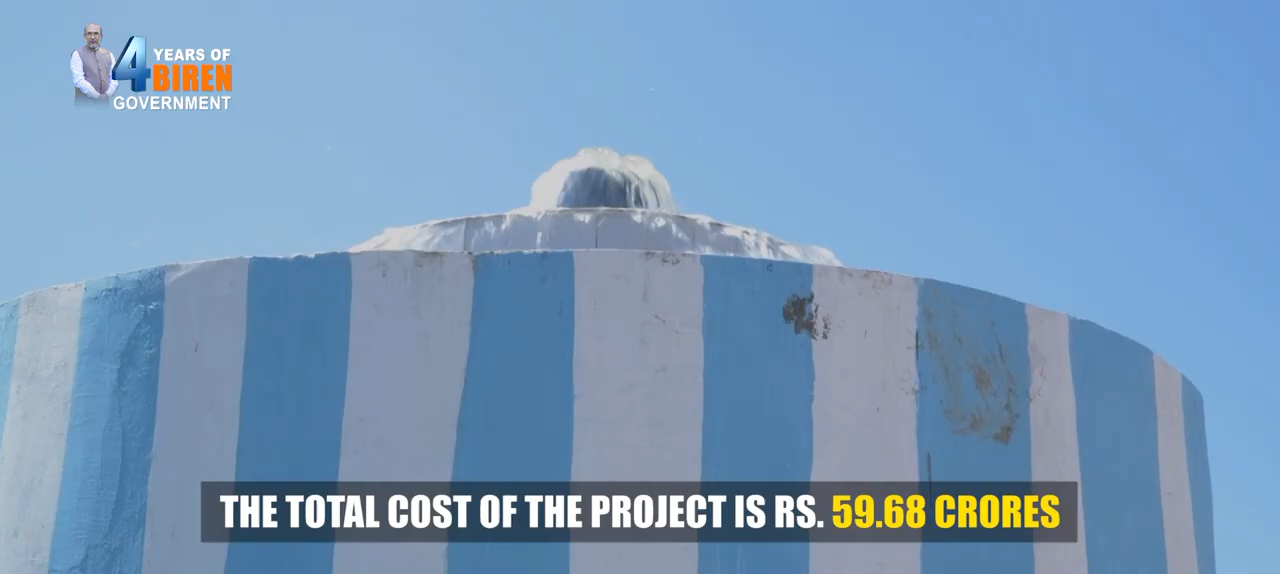 4 YEARS OF
BIREN
GOVERNMENT
THE TOTAL COST OF THE PROJECT IS RS. 59.68 CRORES